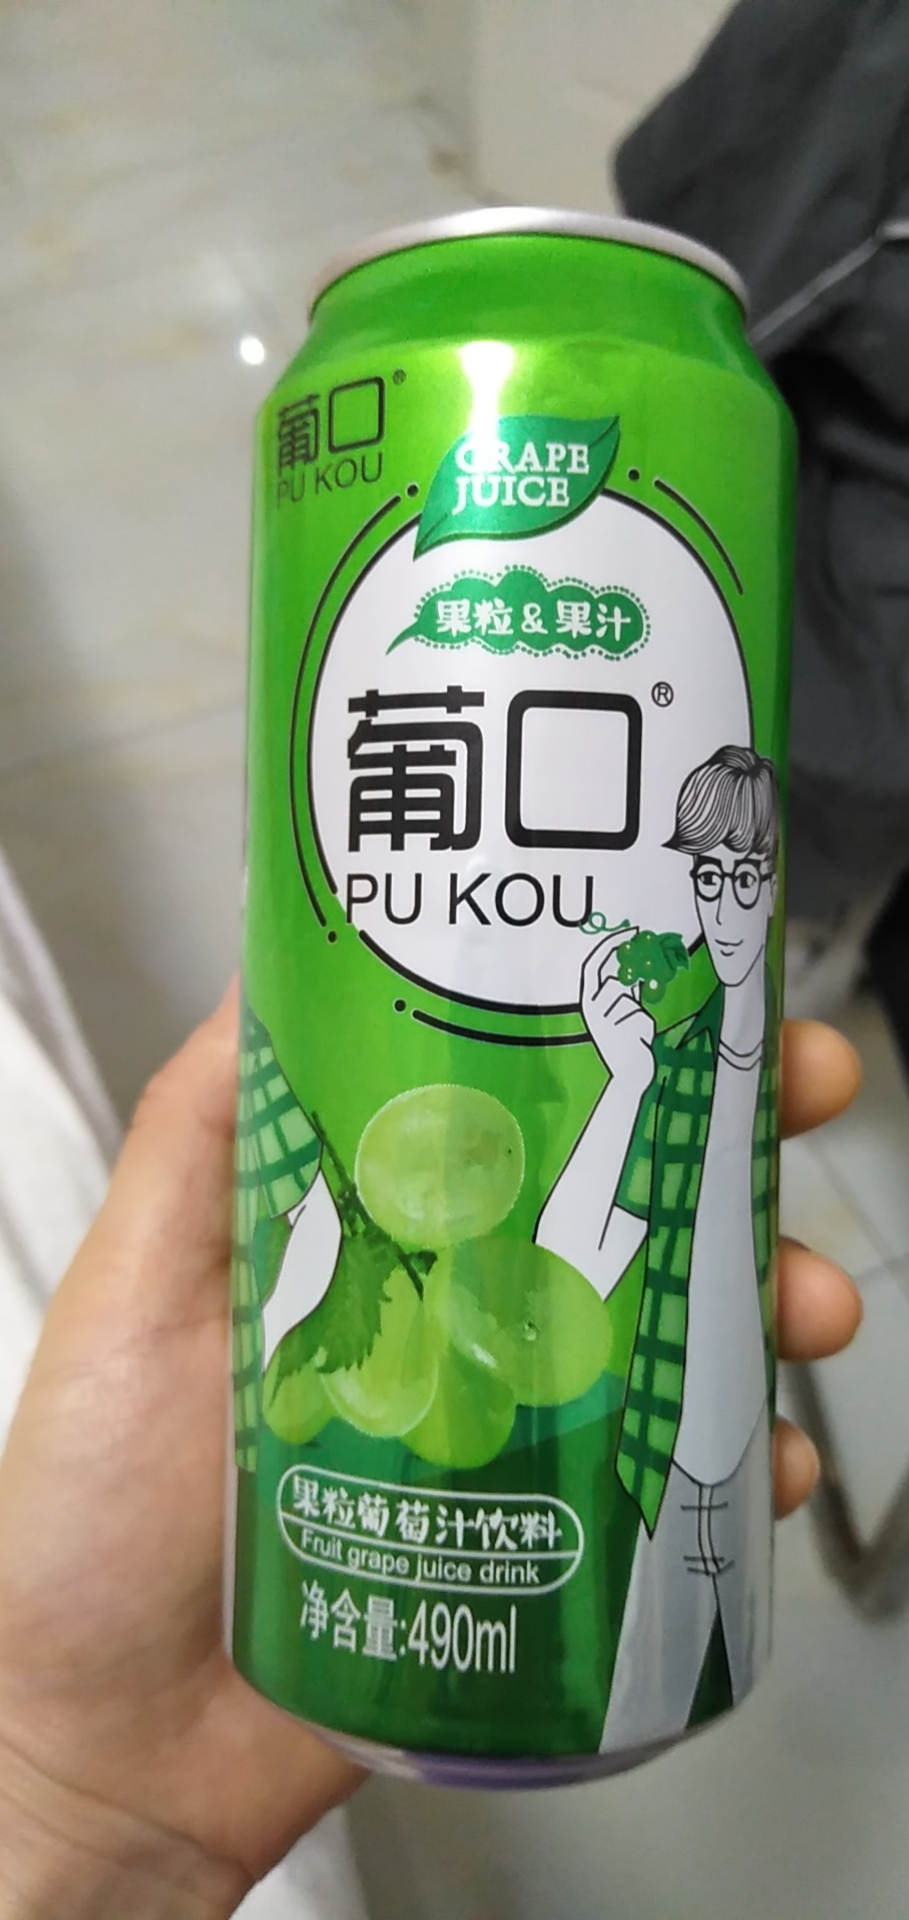 葡口®
PU KOU
GRAPE
JUICE
果粒&果汁
葡口®
PU KOU
果粒葡萄汁饮料
Fruit grape juice drink
净含量:490ml